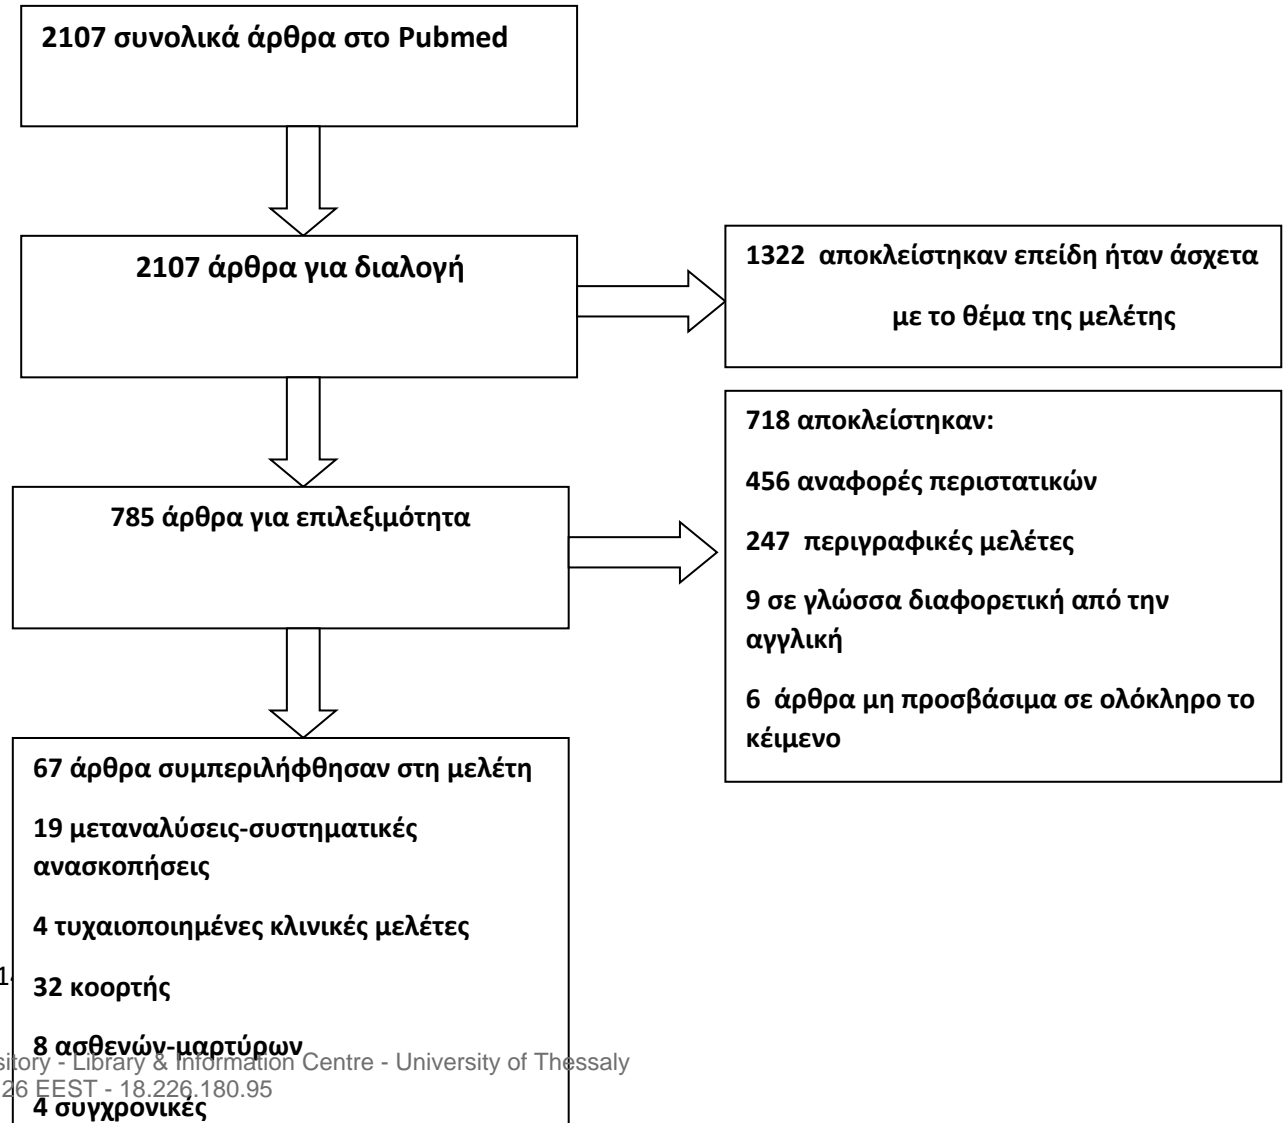 2107 συνολικά άρθρα στο Pubmed
2107 άρθρα για διαλογή
1322 αποκλείστηκαν επείδη ήταν άσχετα
με το θέμα της μελέτης
785 άρθρα για επιλεξιμότητα
718 αποκλείστηκαν:
456 αναφορές περιστατικών
247 περιγραφικές μελέτες
9 σε γλώσσα διαφορετική από την
αγγλική
6 άρθρα μη προσβάσιμα σε ολόκληρο το
κέιμενο
67 άρθρα συμπεριλήφθησαν στη μελέτη
19 μεταναλύσεις-συστηματικές
ανασκοπήσεις
4 τυχαιοποιημένες κλινικές μελέτες
32 κοορτής
8 ασθενών-μαρτύρων
- Library & Information Centre - University of Thessaly
26 EEST - 18.226.180.95
4 συγχρονικές